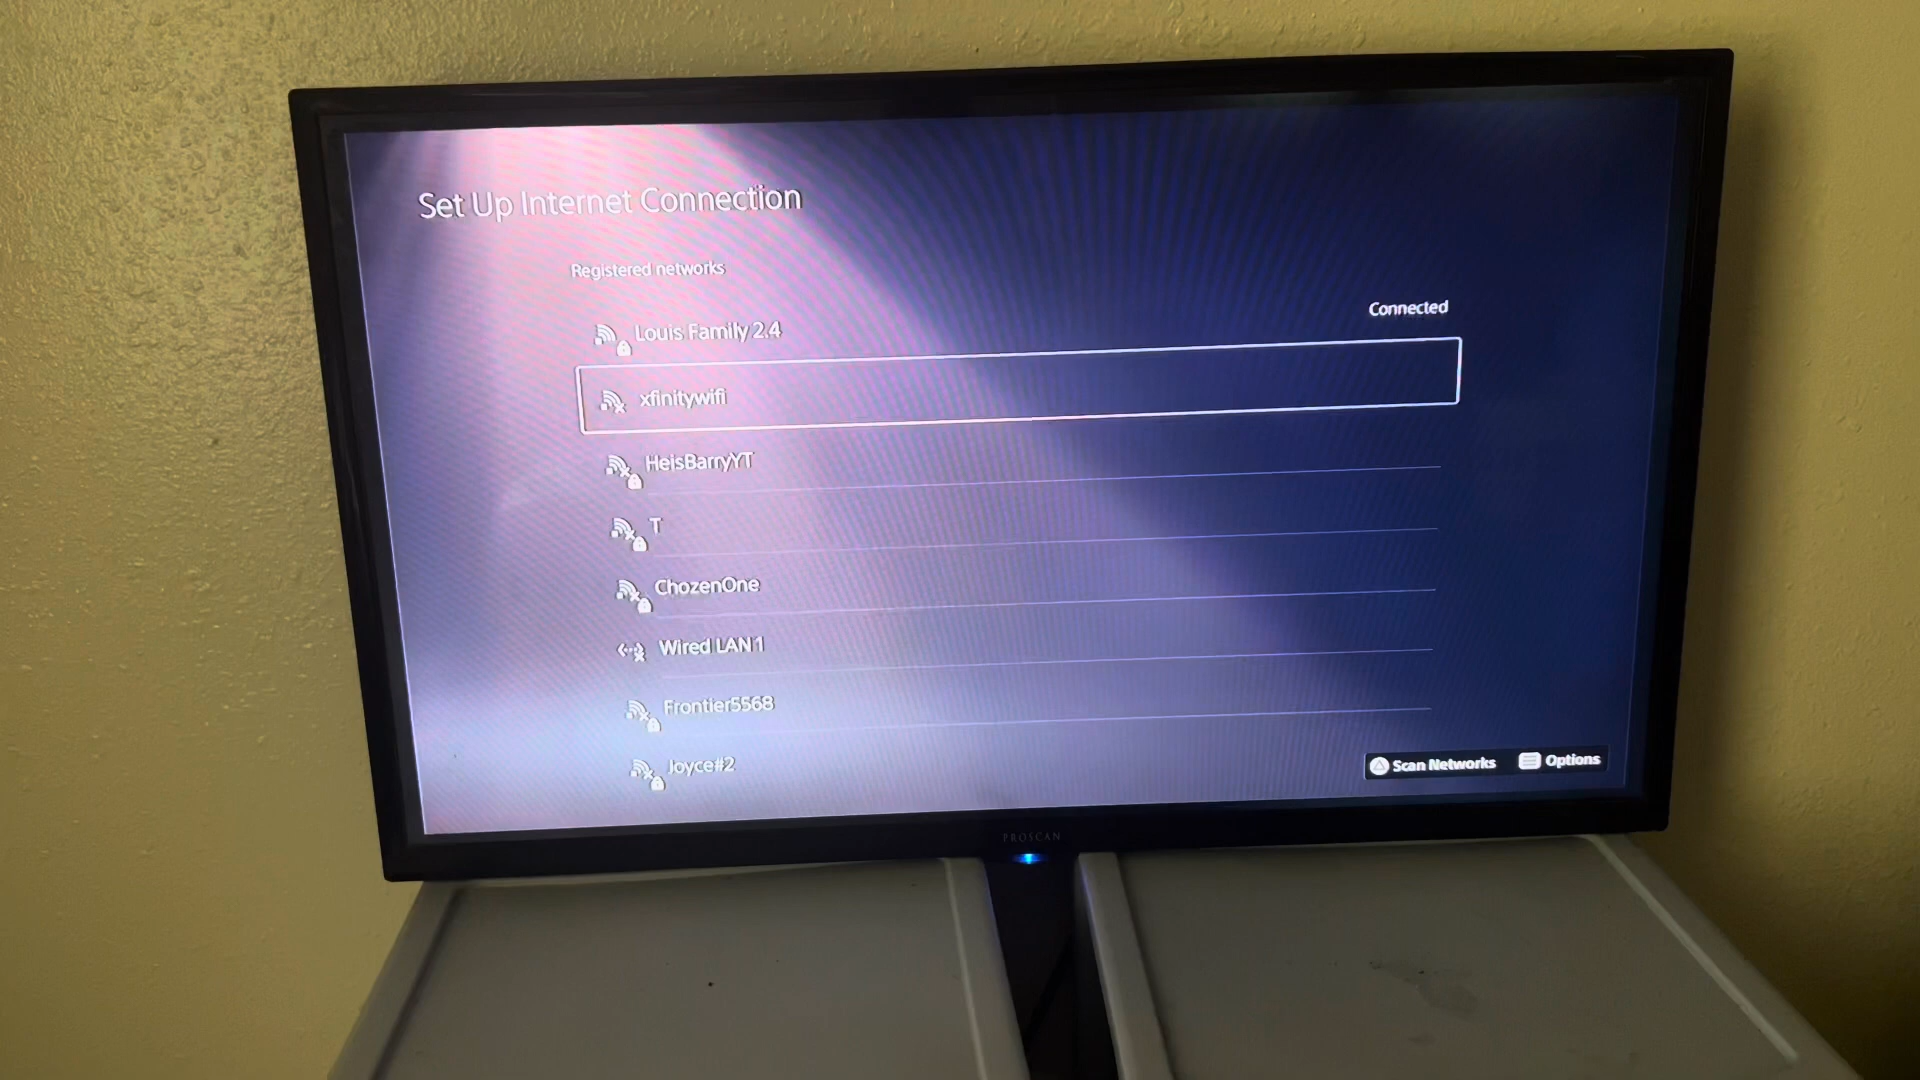 Set Up Internet Connection
Registered networks
Connected
Louis Family 2.4
xfinitywifi
HeisBarryYT
T
ChozenOne
Wired LAN 1
Frontier5568
Joyce#2
Scan Networks
Options
PROSCAN